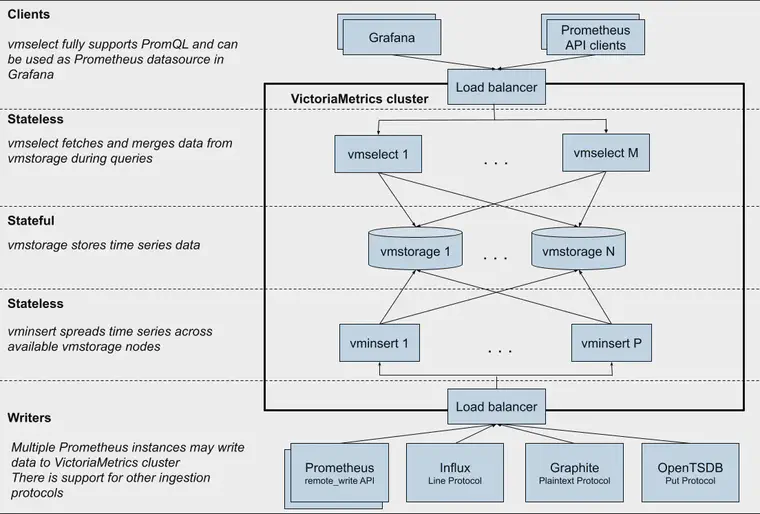 Clients
vmselect fully supports PromQL and can
be used as Prometheus datasource in
Grafana
Grafana
Prometheus
API clients
Load balancer
VictoriaMetrics cluster
Stateless
vmselect fetches and merges data from
vmstorage during queries
vmselect 1
. . .
vmselect M
Stateful
vmstorage stores time series data
vmstorage 1
. . .
vmstorage N
Stateless
vminsert spreads time series across
available vmstorage nodes
vminsert 1
. . .
vminsert P
Load balancer
Writers
Multiple Prometheus instances may write
data to VictoriaMetrics cluster
There is support for other ingestion
protocols
Prometheus
remote_write API
Influx
Line Protocol
Graphite
Plaintext Protocol
OpenTSDB
Put Protocol